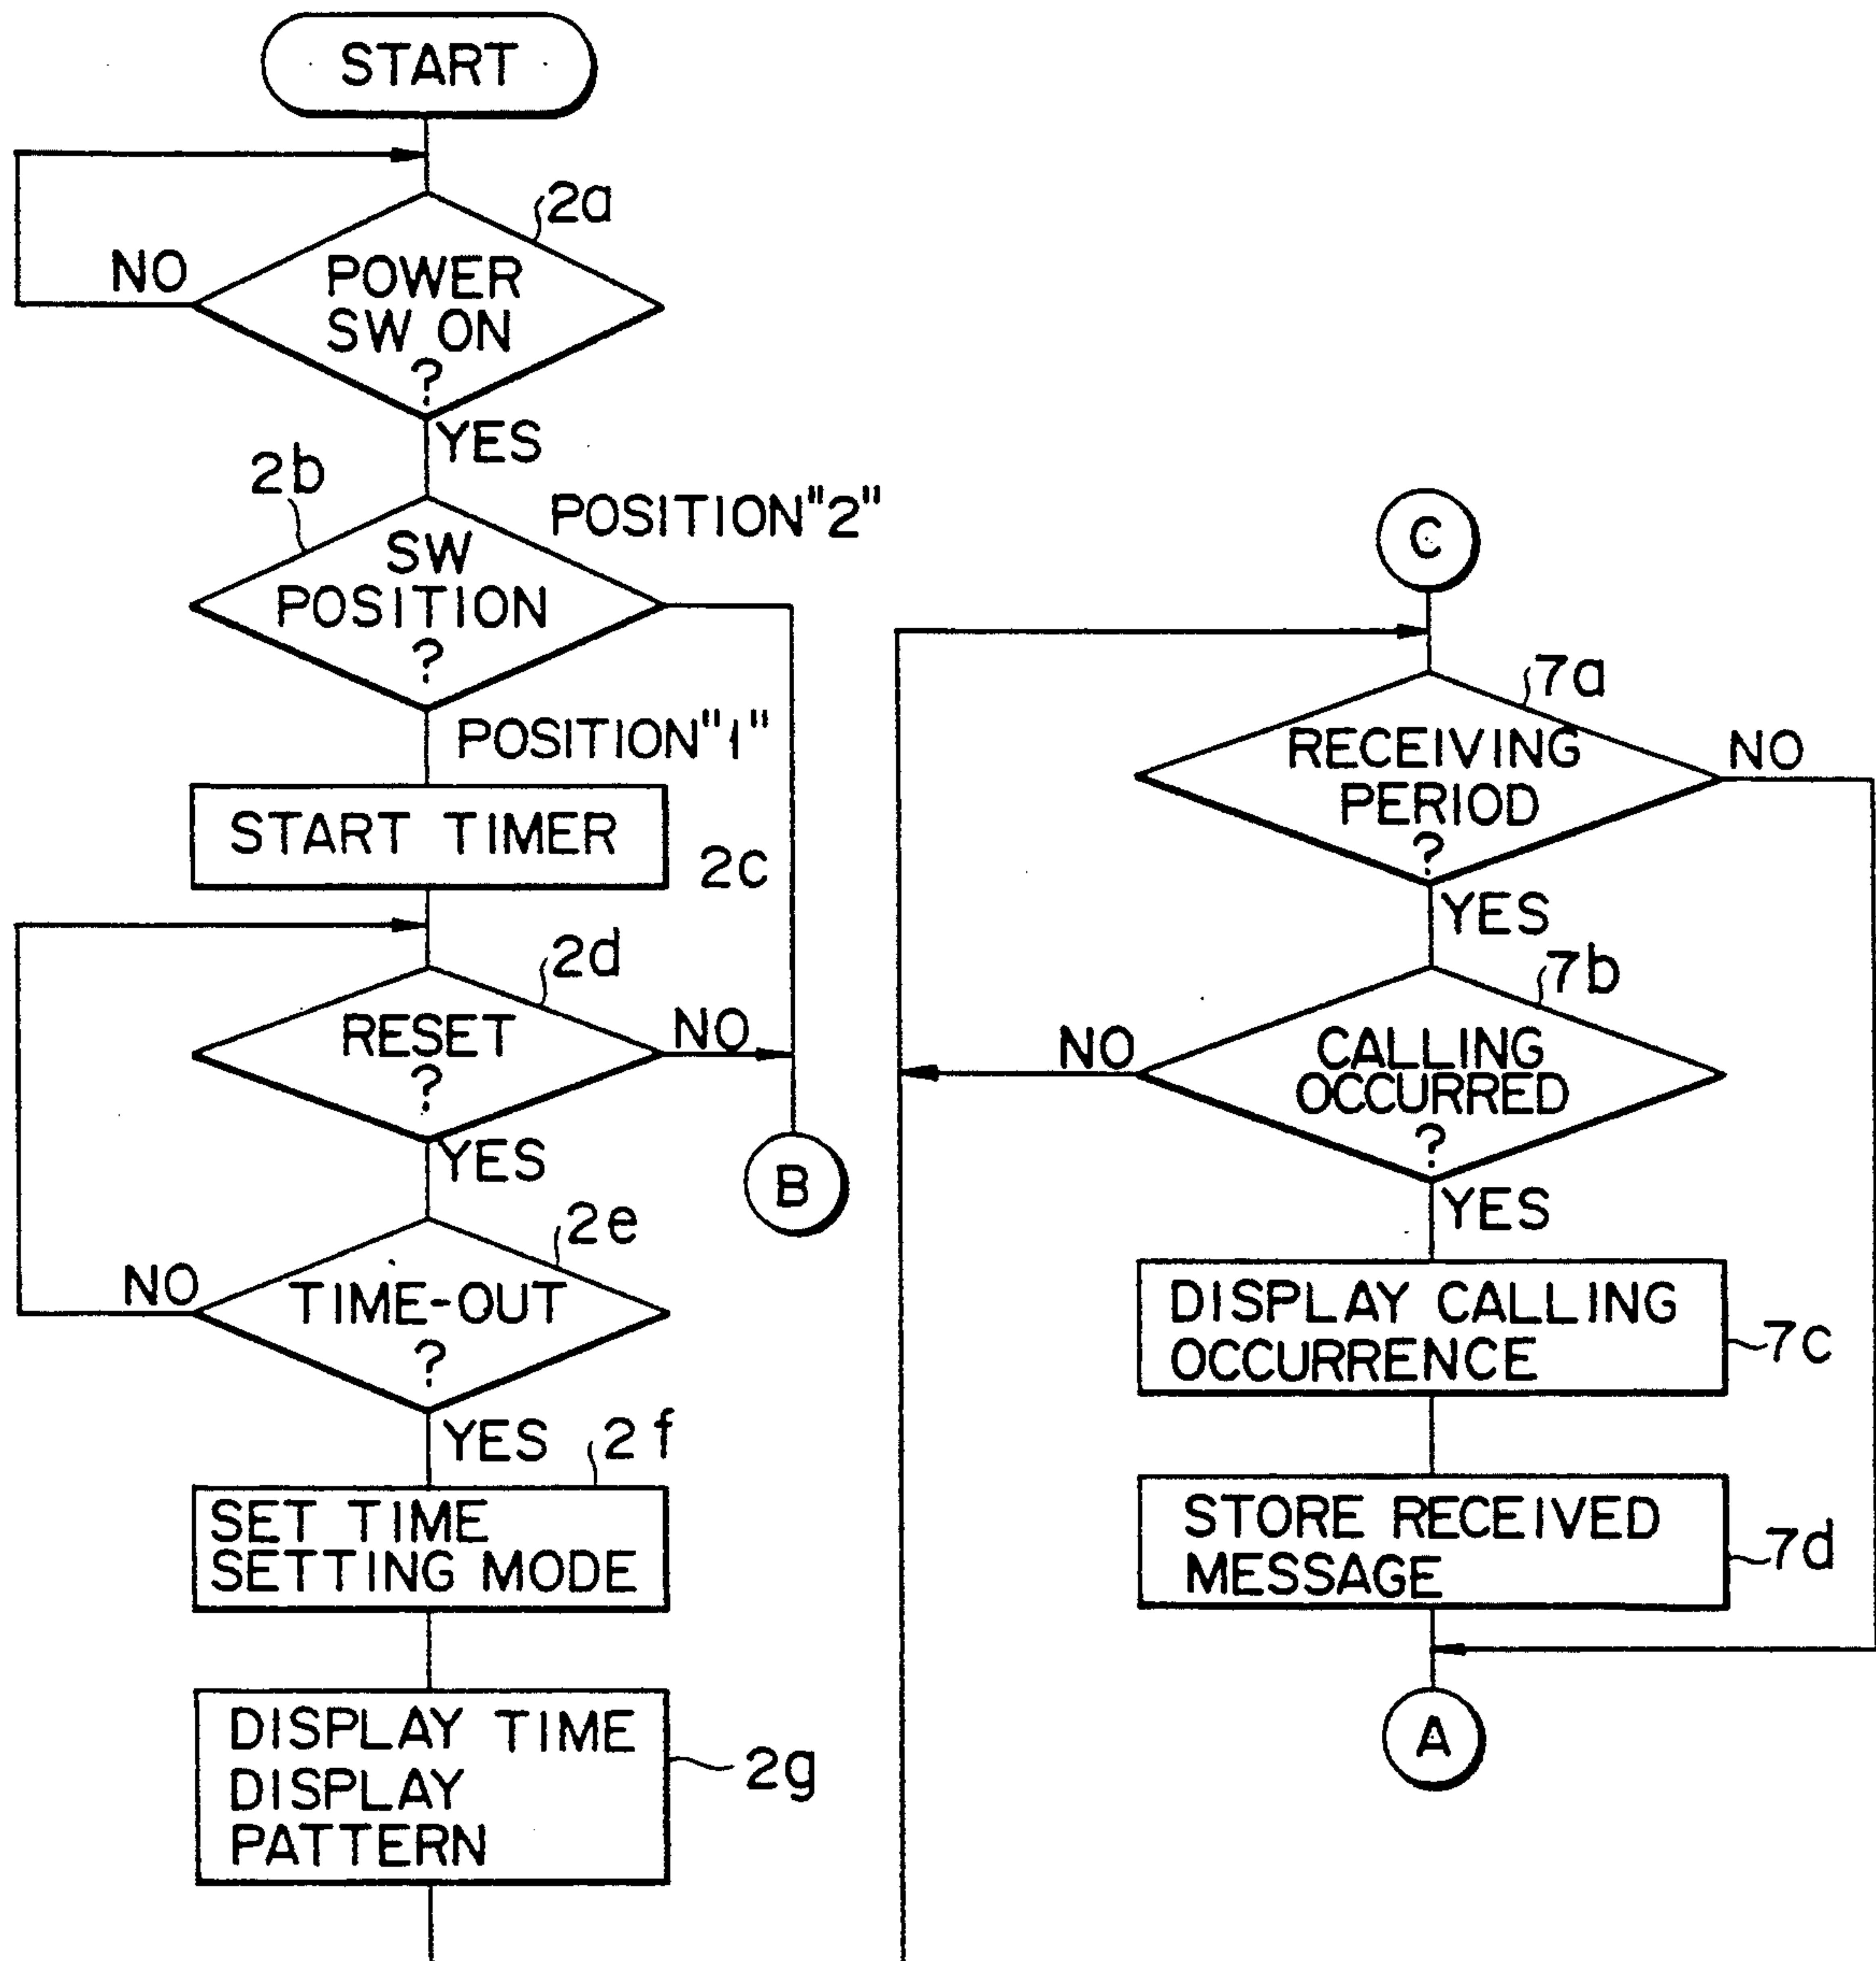 START
2a
NO
POWER
SW ON
?
YES
2b
POSITION"2"
SW
POSITION
?
POSITION"1"
START TIMER
2c
2d
RESET
?
NO
YES
B
2e
NO
TIME-OUT
?
YES
2f
SET TIME
SETTING MODE
DISPLAY TIME
DISPLAY
PATTERN
2g
C
7a
RECEIVING
PERIOD
?
NO
YES
7b
NO
CALLING
OCCURRED
?
YES
DISPLAY CALLING
OCCURRENCE
7c
STORE RECEIVED
MESSAGE
7d
A